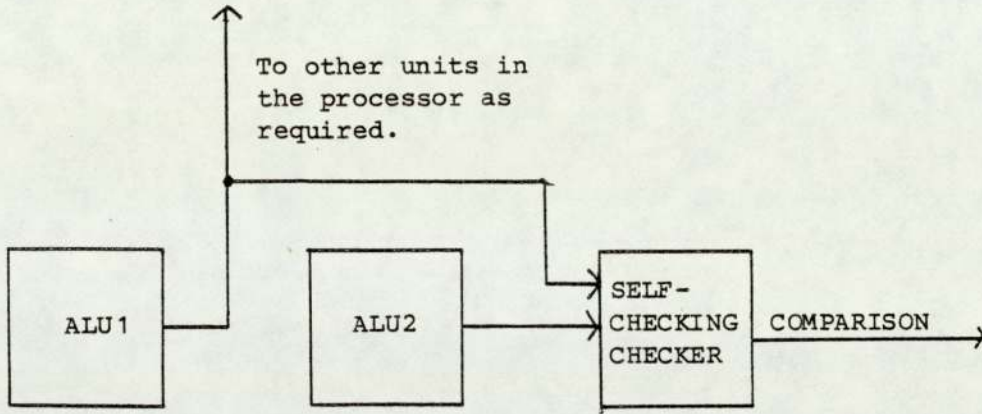 To other units in
the processor as
required.
ALU1
ALU2
SELF-
CHECKING
CHECKER
COMPARISON